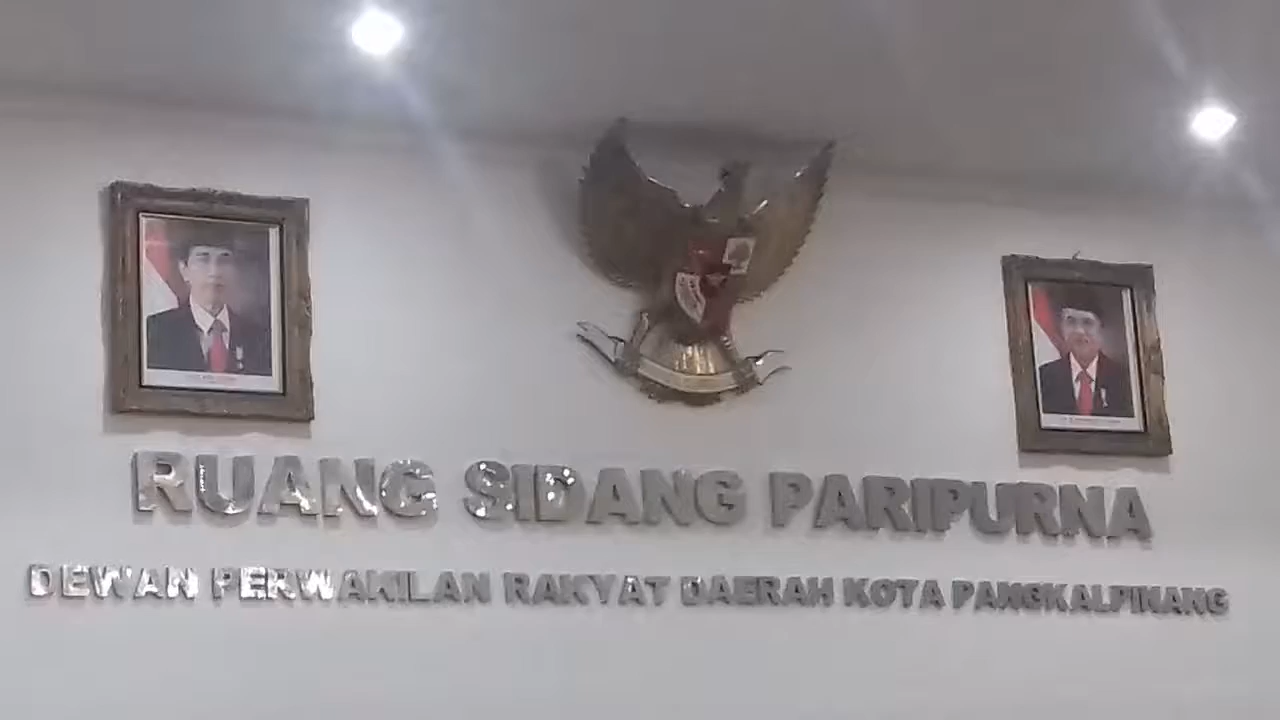 RUANG SIDANG PARIPURNA
DEWAN PERWAKILAN RAKYAT DAERAH KOTA PANGKALPINANG